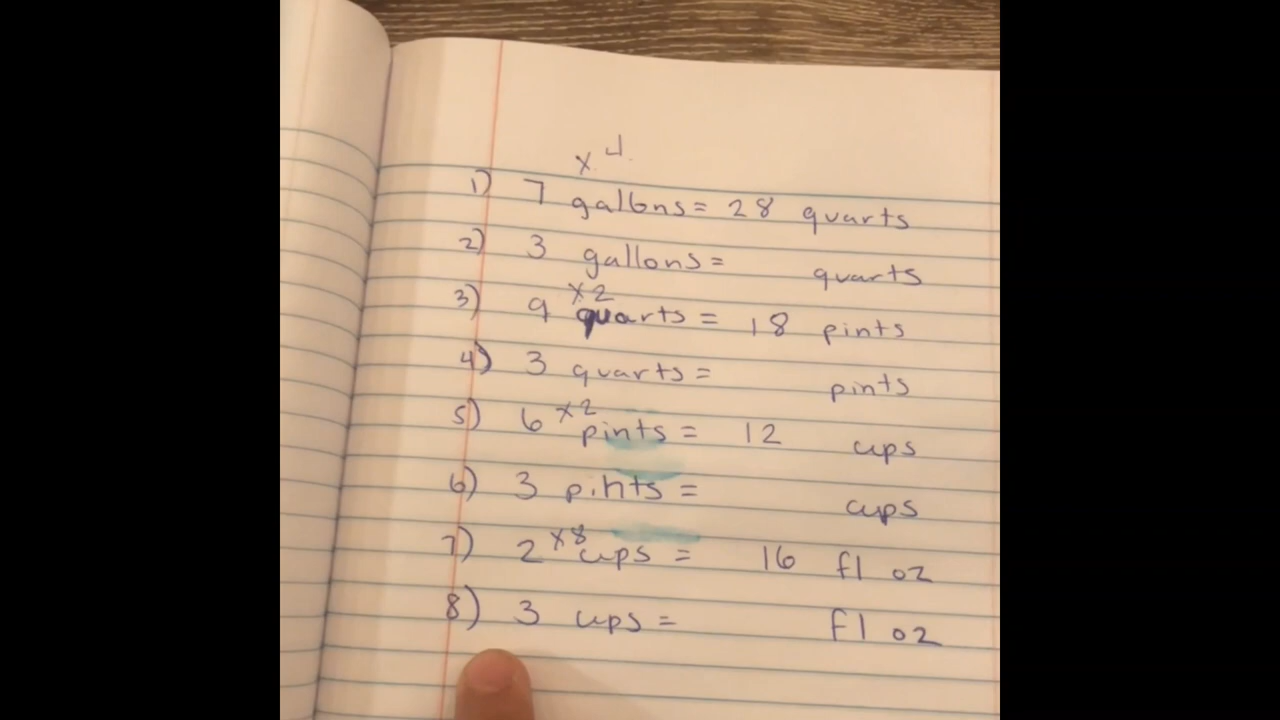 x 4
1) 7 gallons = 28 quarts
2) 3 gallons = quarts
x2
3) 9 quarts = 18 pints
4) 3 quarts = pints
5) 6 x2 pints = 12 cups
6) 3 pints = cups
7) 2 x8 cups = 16 fl oz
8) 3 cups = fl oz